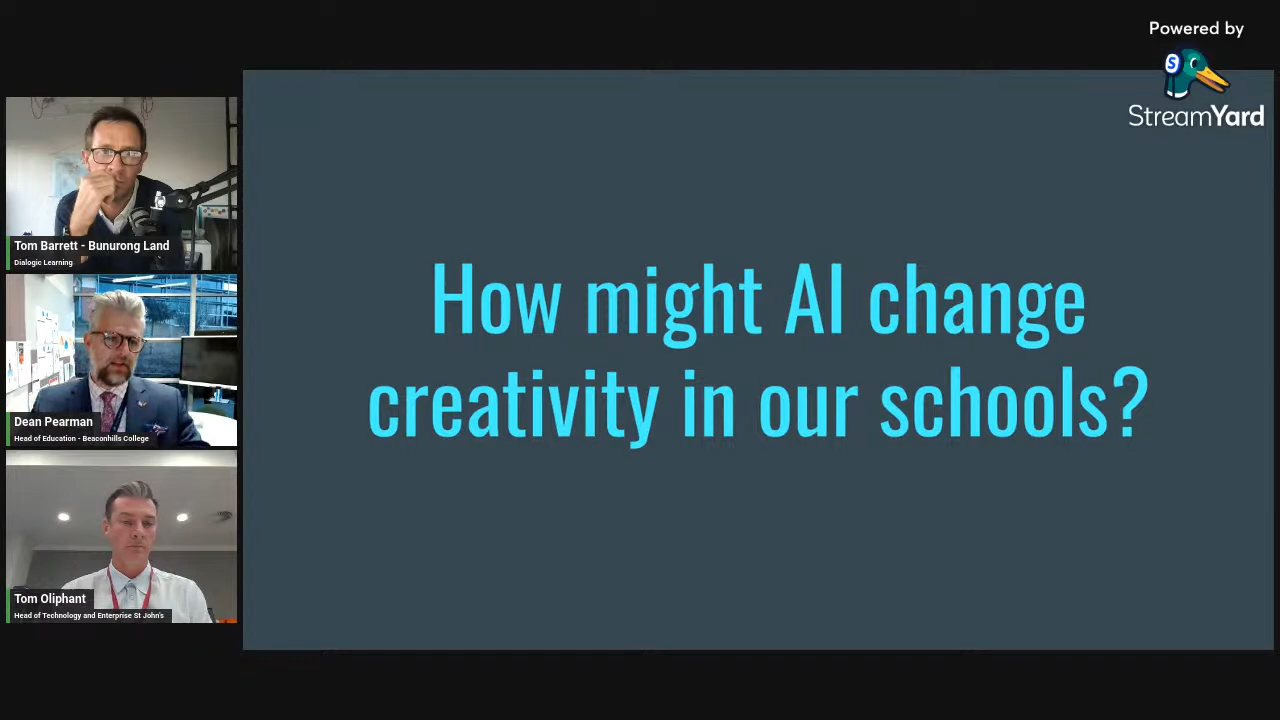 Powered by
S
StreamYard
Tom Barrett - Bunurong Land
Dialogic Learning
Dean Pearman
Head of Education - Beaconhills College
Tom Oliphant
Head of Technology and Enterprise St John's
How might AI change
creativity in our schools?